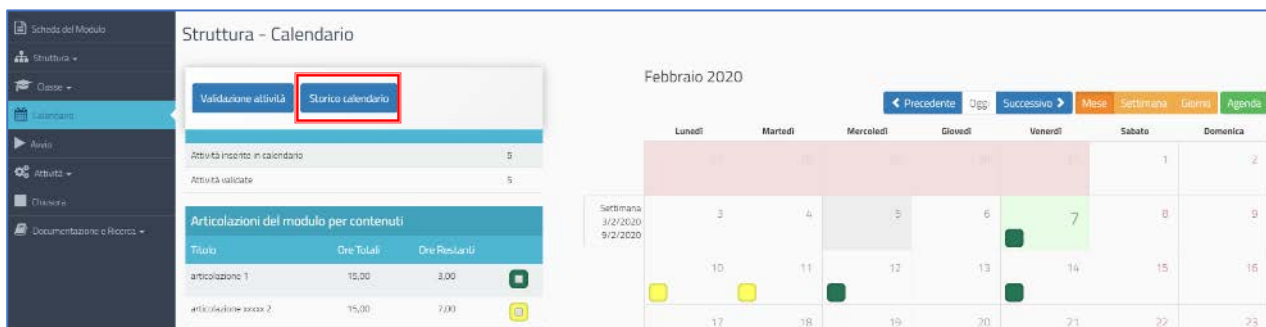 Scheda del Modulo
Struttura
Classe
Calendario
Avvio
Attività
Chiusura
Documentazione e Ricerca
Struttura - Calendario
Validazione attività Storico calendario
Attività inserite in calendario 5
Attività validate 5
Articolazioni del modulo per contenuti
Titolo Ore Totali Ore Restanti
articolazione 1 15,00 3,00
articolazione xxxxx 2 15,00 7,00
Febbraio 2020
Precedente Oggi Successivo Mese Settimana Giorno Agenda
Lunedì Martedì Mercoledì Giovedì Venerdì Sabato Domenica
1 2
Settimana
3/2/2020
9/2/2020
3 4 5 6 7 8 9
10 11 12 13 14 15 16
17 18 19 20 21 22 23